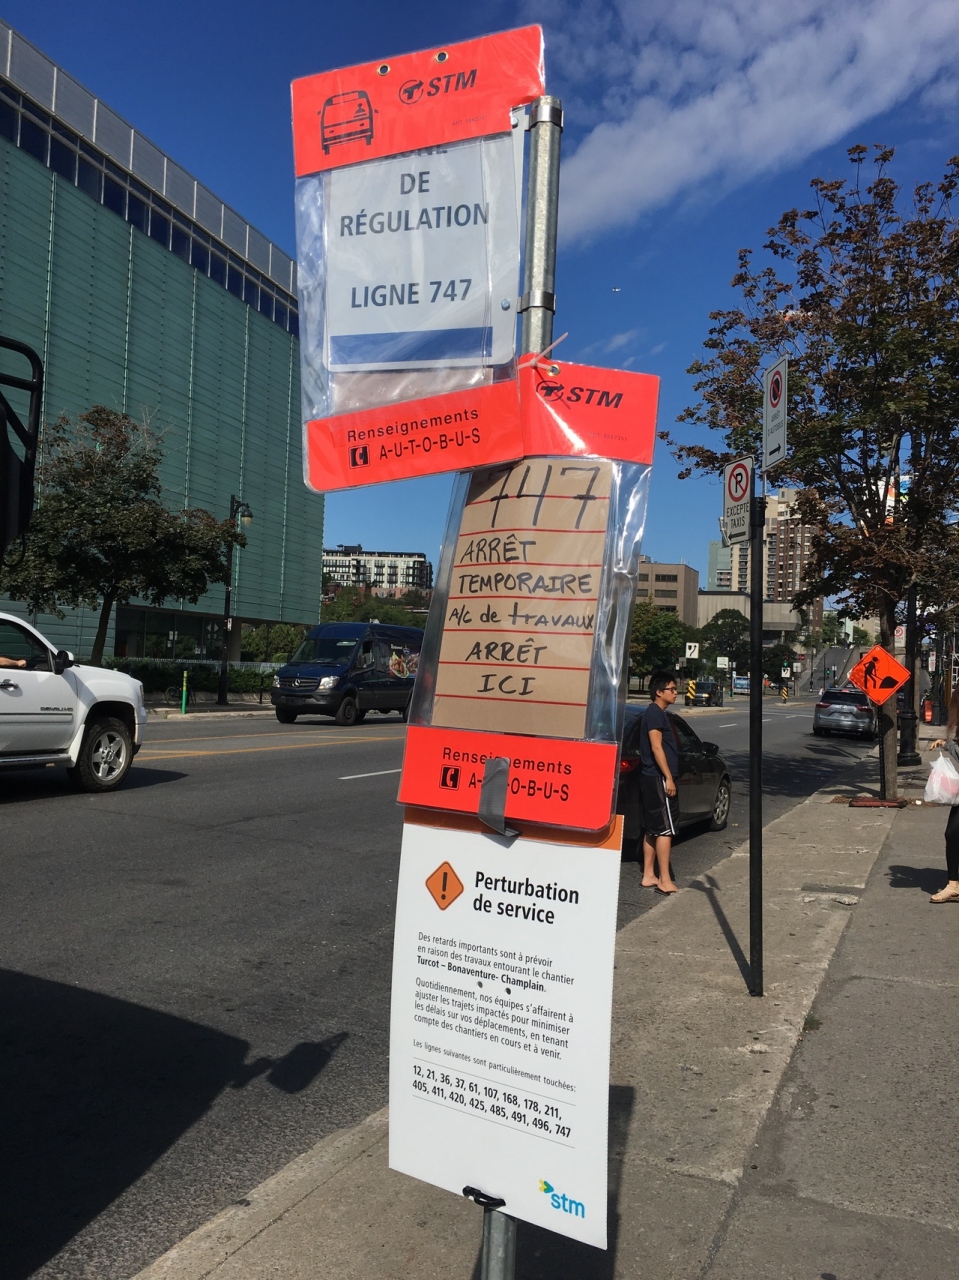 STM
DE
RÉGULATION
LIGNE 747
Renseignements
A-U-T-O-B-U-S
STM
747
ARRÊT
TEMPORAIRE
A/C de travaux
ARRÊT
ICI
Renseignements
A- -O-B-U-S
Perturbation
de service
Des retards importants sont à prévoir
en raison des travaux entourant le chantier
Turcot – Bonaventure- Champlain.
Quotidiennement, nos équipes s'affairent à
ajuster les trajets impactés pour minimiser
les délais sur vos déplacements, en tenant
compte des chantiers en cours et à venir.
Les lignes suivantes sont particulièrement touchées:
12, 21, 36, 37, 61, 107, 168, 178, 211,
405, 411, 420, 425, 485, 491, 496, 747
stm
P
EXCEPTÉ
TAXIS